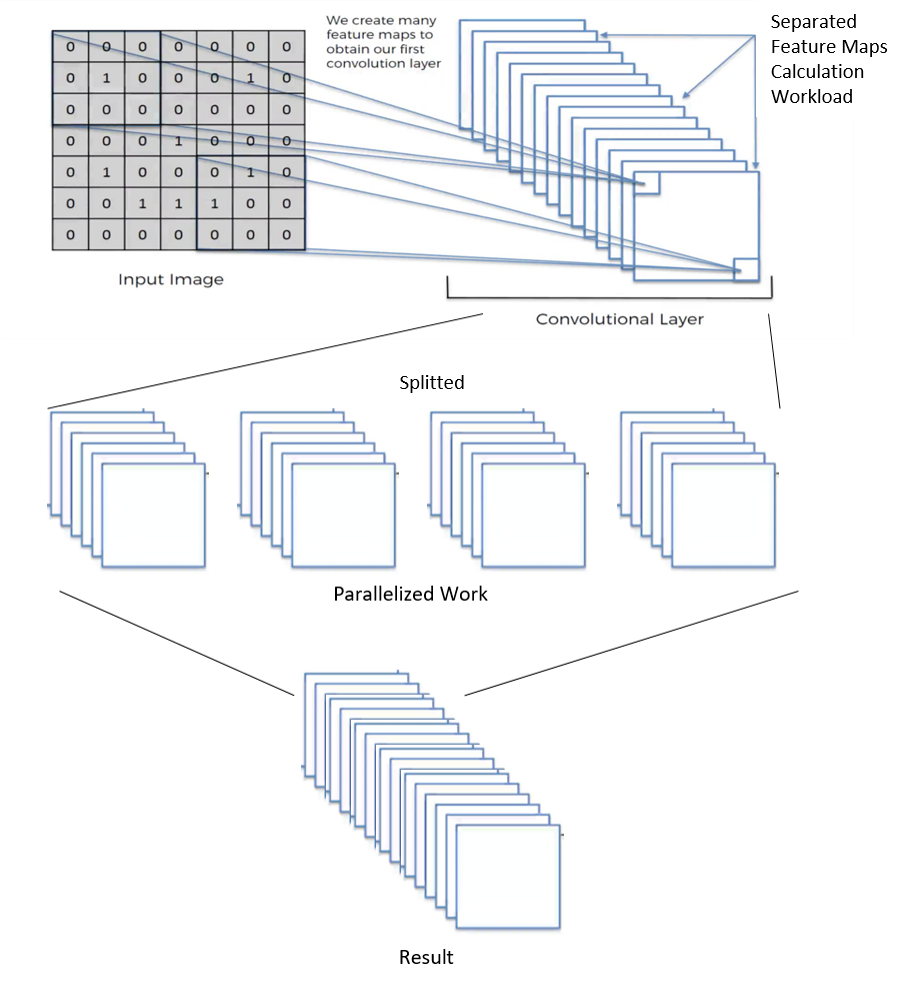 We create many
feature maps to
obtain our first
convolution layer
Separated
Feature Maps
Calculation
Workload
0 0 0 0 0 0 0
0 1 0 0 0 1 0
0 0 0 0 0 0 0
0 0 0 1 0 0 0
0 1 0 0 0 1 0
0 0 1 1 1 0 0
0 0 0 0 0 0 0
Input Image
Convolutional Layer
Splitted
Parallelized Work
Result